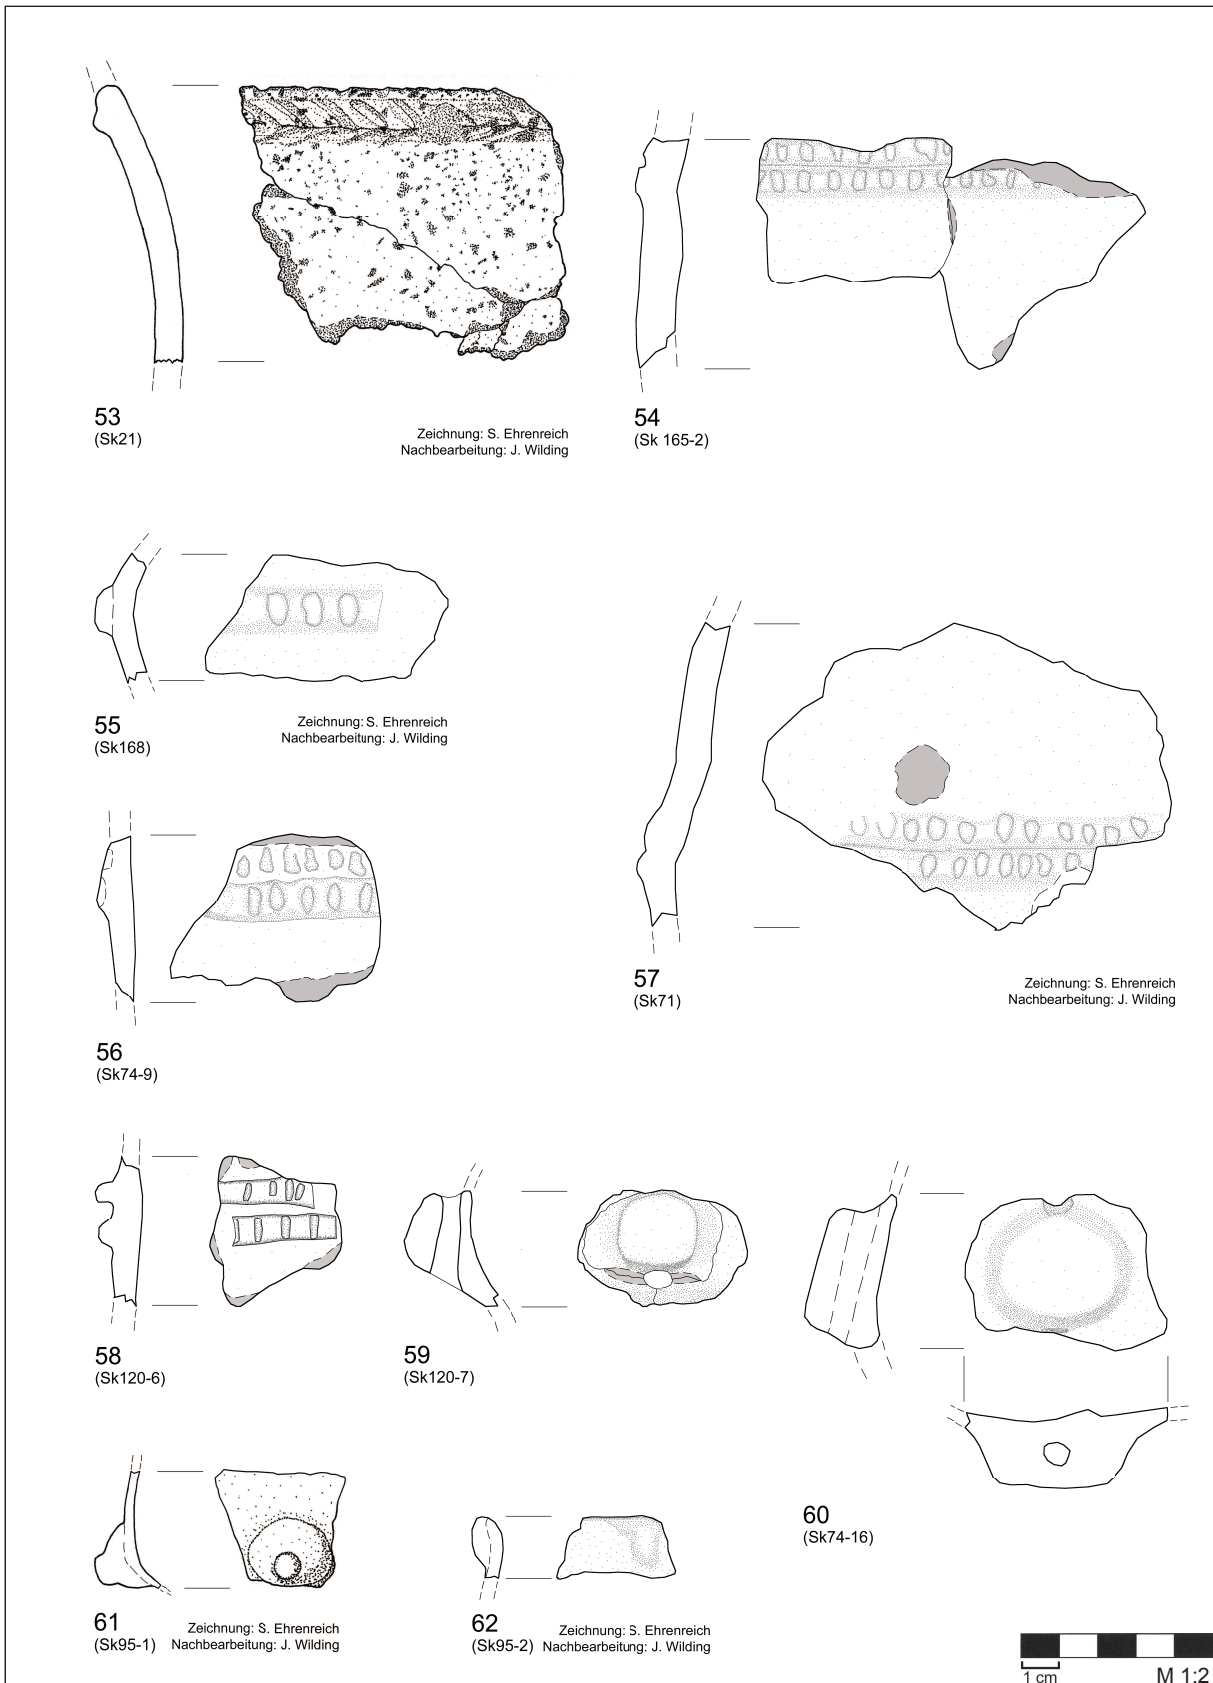 53
(Sk21)
Zeichnung: S. Ehrenreich
Nachbearbeitung: J. Wilding
54
(Sk 165-2)
55
(Sk168)
Zeichnung: S. Ehrenreich
Nachbearbeitung: J. Wilding
56
(Sk74-9)
57
(Sk71)
Zeichnung: S. Ehrenreich
Nachbearbeitung: J. Wilding
58
(Sk120-6)
59
(Sk120-7)
60
(Sk74-16)
61
(Sk95-1)
Zeichnung: S. Ehrenreich
Nachbearbeitung: J. Wilding
62
(Sk95-2)
Zeichnung: S. Ehrenreich
Nachbearbeitung: J. Wilding
1 cm
M 1:2